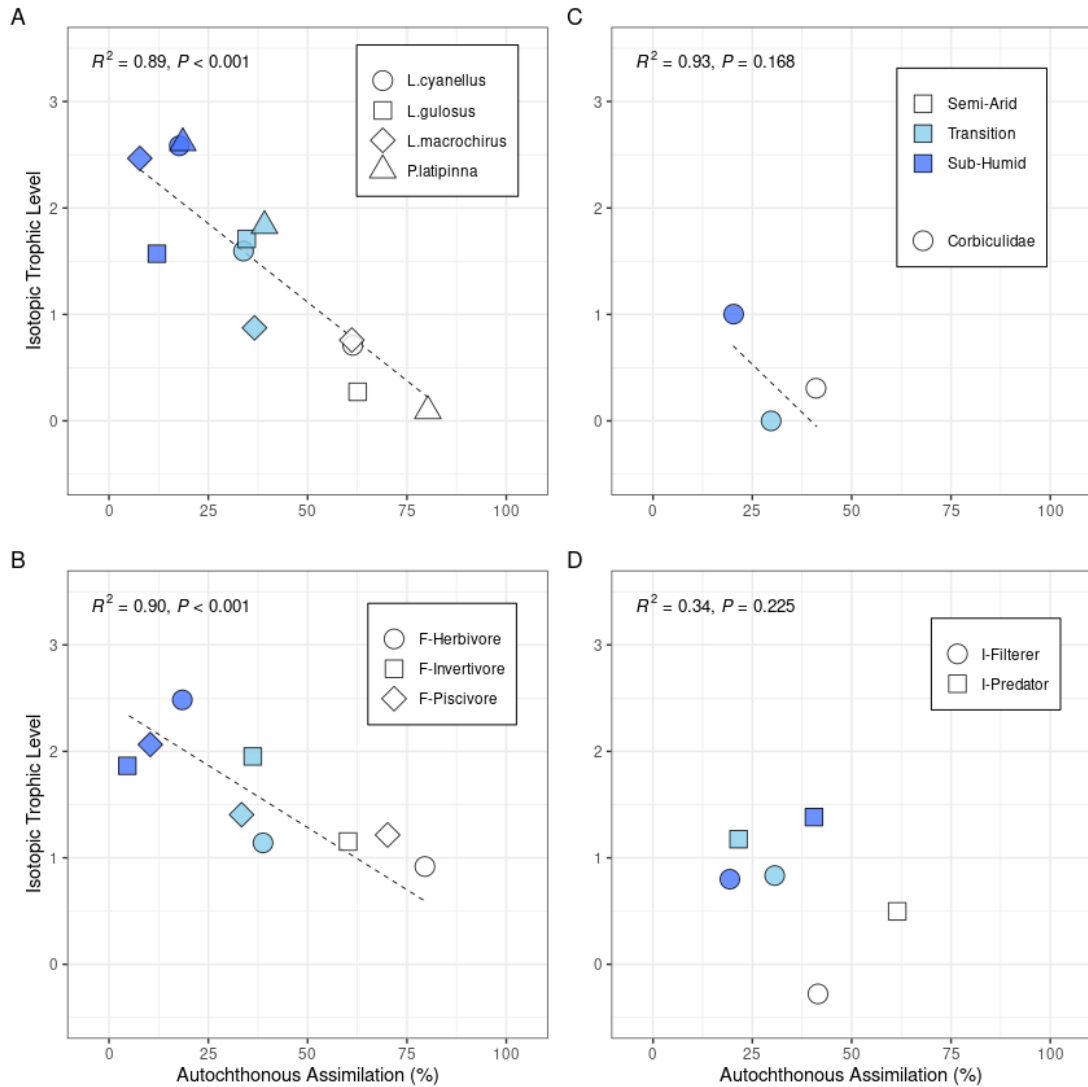 A
R² = 0.89, P < 0.001
L.cyanellus
L.gulosus
L.macrochirus
P.latipinna
3
2
1
0
Isotopic Trophic Level
0 25 50 75 100
C
R² = 0.93, P = 0.168
Semi-Arid
Transition
Sub-Humid
Corbiculidae
3
2
1
0
0 25 50 75 100
B
R² = 0.90, P < 0.001
F-Herbivore
F-Invertivore
F-Piscivore
3
2
1
0
Isotopic Trophic Level
0 25 50 75 100
Autochthonous Assimilation (%)
D
R² = 0.34, P = 0.225
I-Filterer
I-Predator
3
2
1
0
0 25 50 75 100
Autochthonous Assimilation (%)